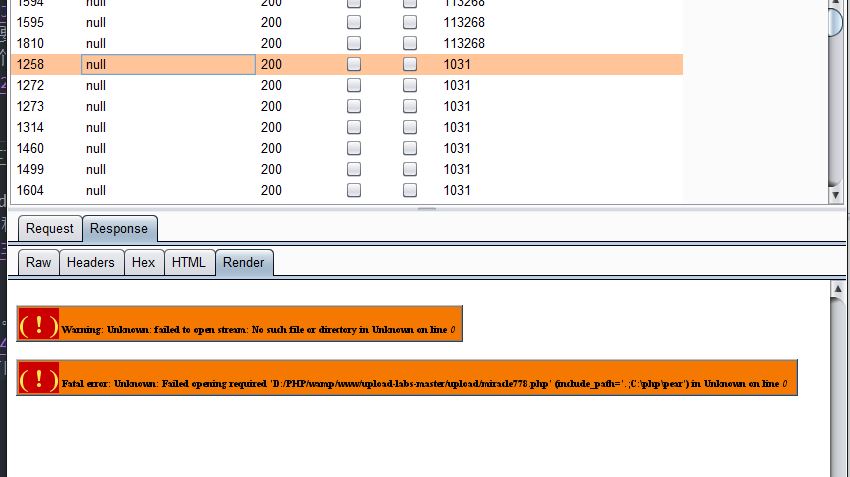 1594 null 200 113268
1595 null 200 113268
1810 null 200 113268
1258 null 200 1031
1272 null 200 1031
1273 null 200 1031
1314 null 200 1031
1460 null 200 1031
1499 null 200 1031
1604 null 200 1031
Request Response
Raw Headers Hex HTML Render
( ! ) Warning: Unknown: failed to open stream: No such file or directory in Unknown on line 0
( ! ) Fatal error: Unknown: Failed opening required 'D:/PHP/wamp/www/upload-labs-master/upload/miracle778.php' (include_path='.;C:\php\pear') in Unknown on line 0